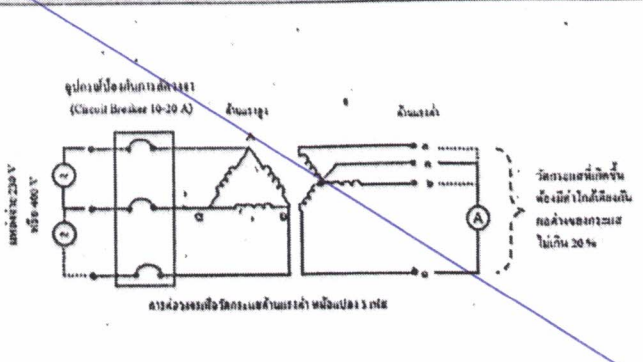 อุปกรณ์ป้องกันการลัดวงจร
(Circuit Breaker 10-20 A)
ด้านแรงสูง
ด้านแรงต่ำ
แหล่งจ่าย 230 V
หรือ 400 V
A
a
n
b
A
วัดกระแสที่เกิดขึ้น
ต้องมีค่าใกล้เคียงกัน
ผลต่างของกระแส
ไม่เกิน 20 %
การต่อวงจรเพื่อวัดกระแสด้านแรงต่ำ หม้อแปลง 3 เฟส